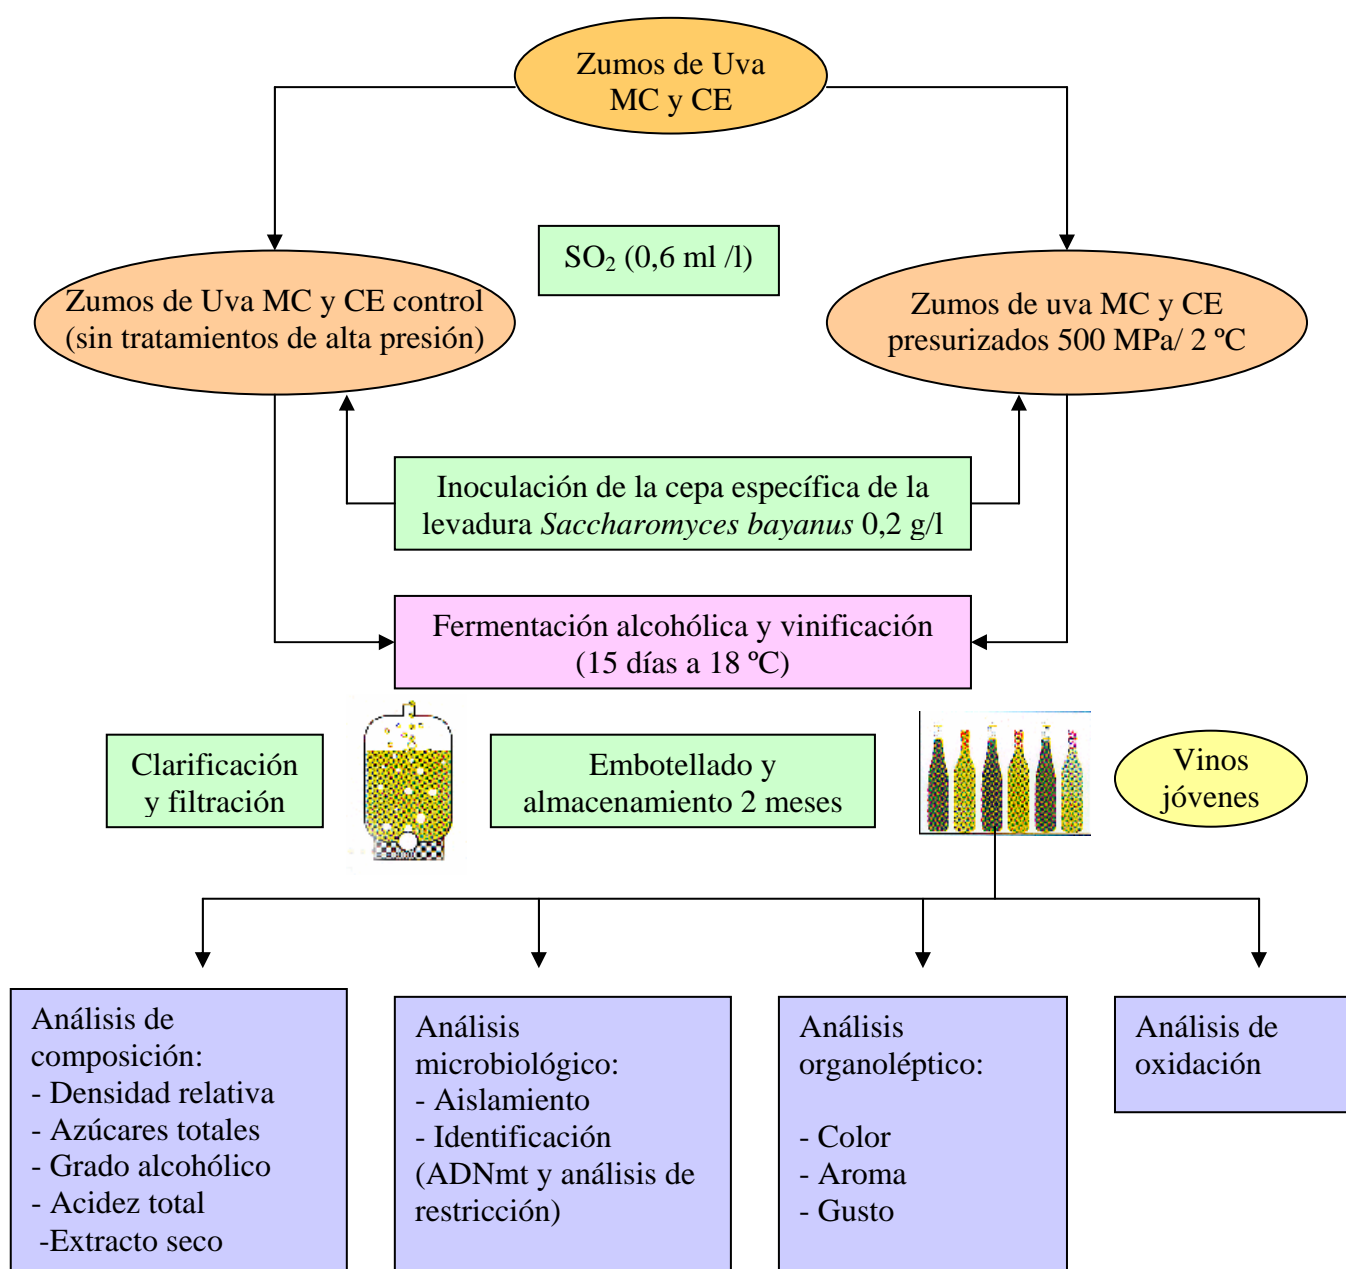 Zumos de Uva
MC y CE
SO₂ (0,6 ml /l)
Zumos de Uva MC y CE control
(sin tratamientos de alta presión)
Zumos de uva MC y CE
presurizados 500 MPa/ 2 ºC
Inoculación de la cepa específica de la
levadura Saccharomyces bayanus 0,2 g/l
Fermentación alcohólica y vinificación
(15 días a 18 ºC)
Clarificación
y filtración
Embotellado y
almacenamiento 2 meses
Vinos
jóvenes
Análisis de
composición:
- Densidad relativa
- Azúcares totales
- Grado alcohólico
- Acidez total
-Extracto seco
Análisis
microbiológico:
- Aislamiento
- Identificación
(ADNmt y análisis de
restricción)
Análisis
organoléptico:
- Color
- Aroma
- Gusto
Análisis de
oxidación